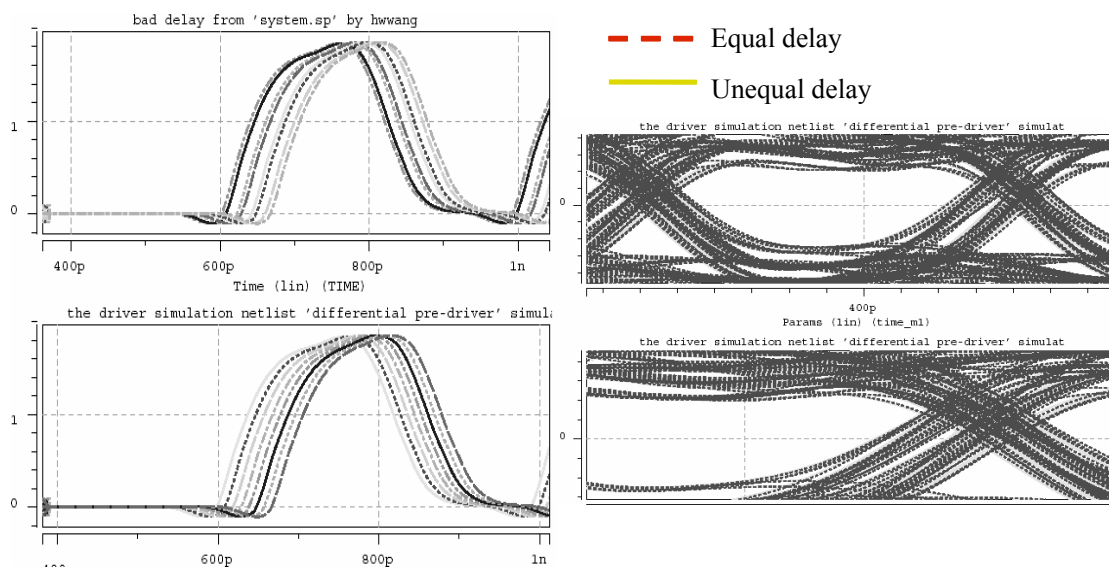 bad delay from 'system.sp' by hwwang
1
0
400p 600p 800p 1n
Time (lin) (TIME)
the driver simulation netlist 'differential pre-driver' simula
1
0
600p 800p 1n
Equal delay
Unequal delay
the driver simulation netlist 'differential pre-driver' simulat
0
400p
Params (lin) (time_m1)
the driver simulation netlist 'differential pre-driver' simulat
0